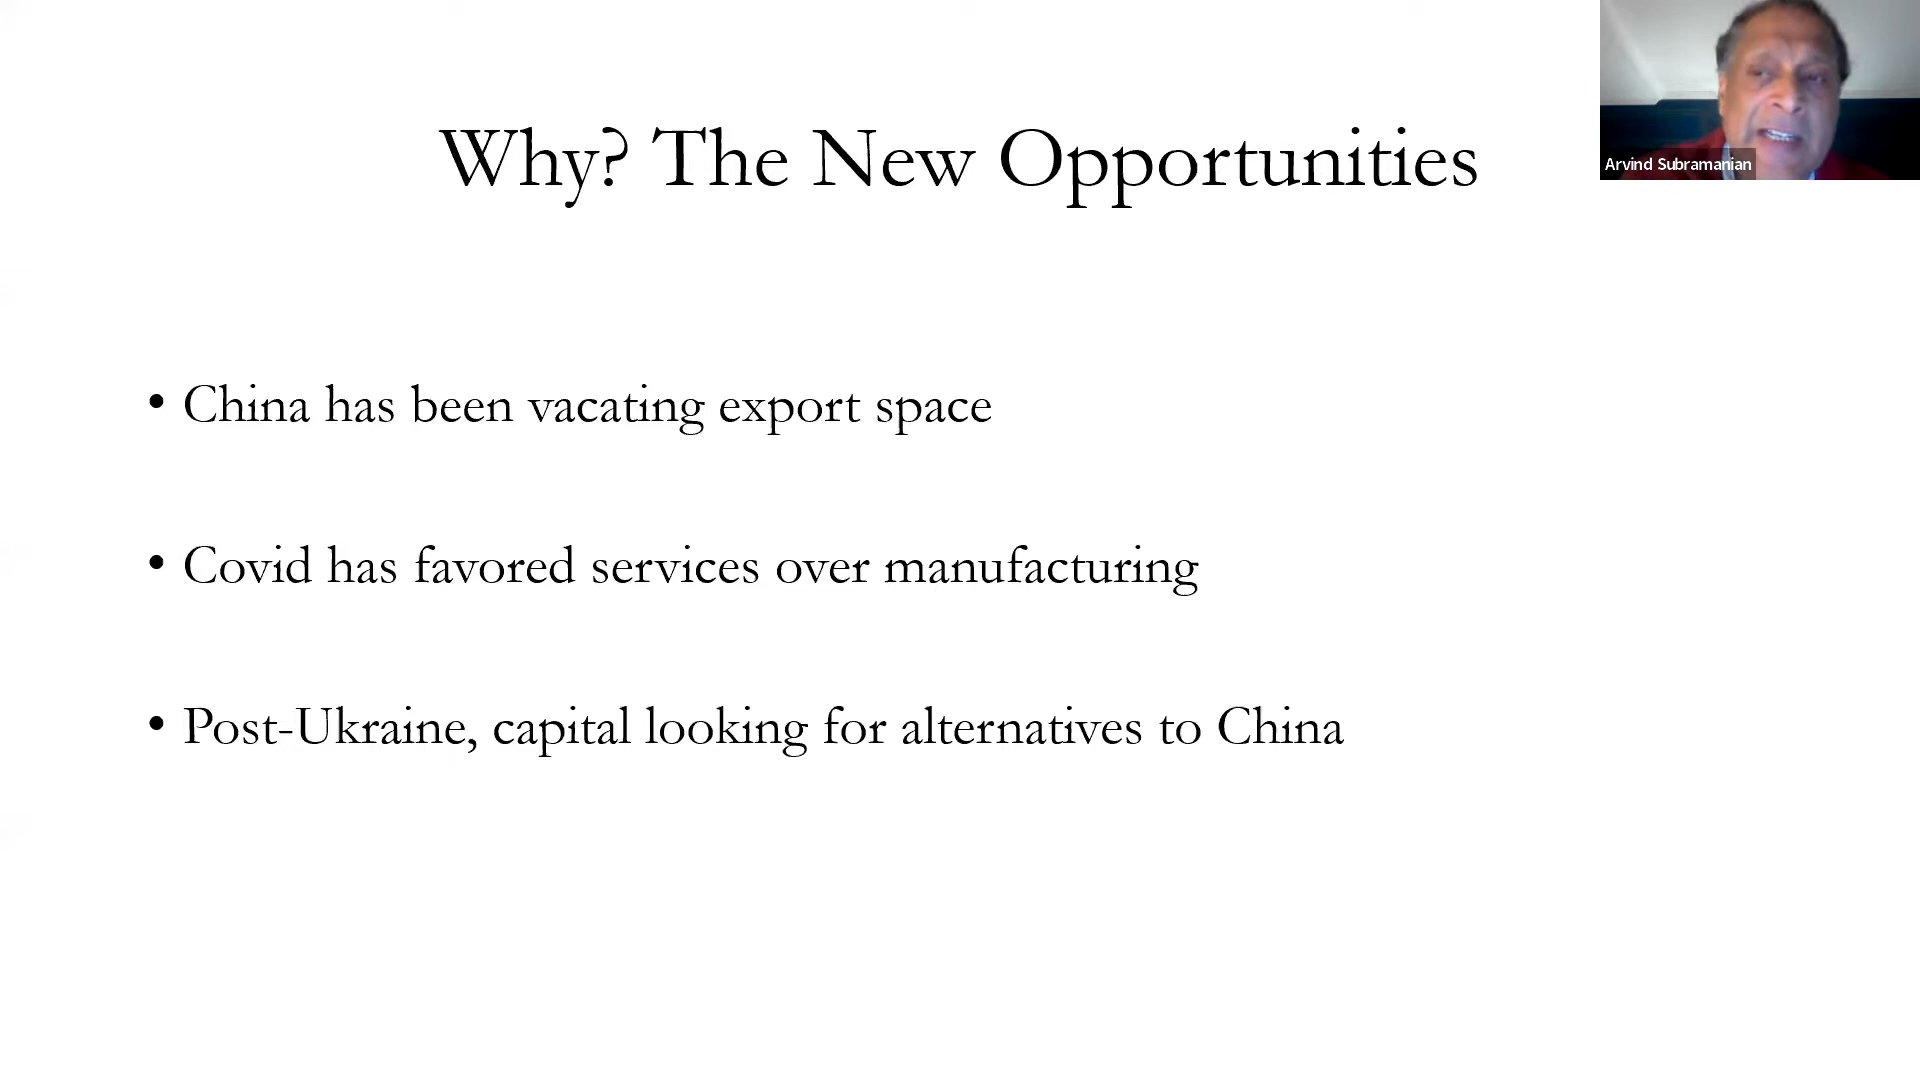 Why? The New Opportunities
Arvind Subramanian
• China has been vacating export space
• Covid has favored services over manufacturing
• Post-Ukraine, capital looking for alternatives to China